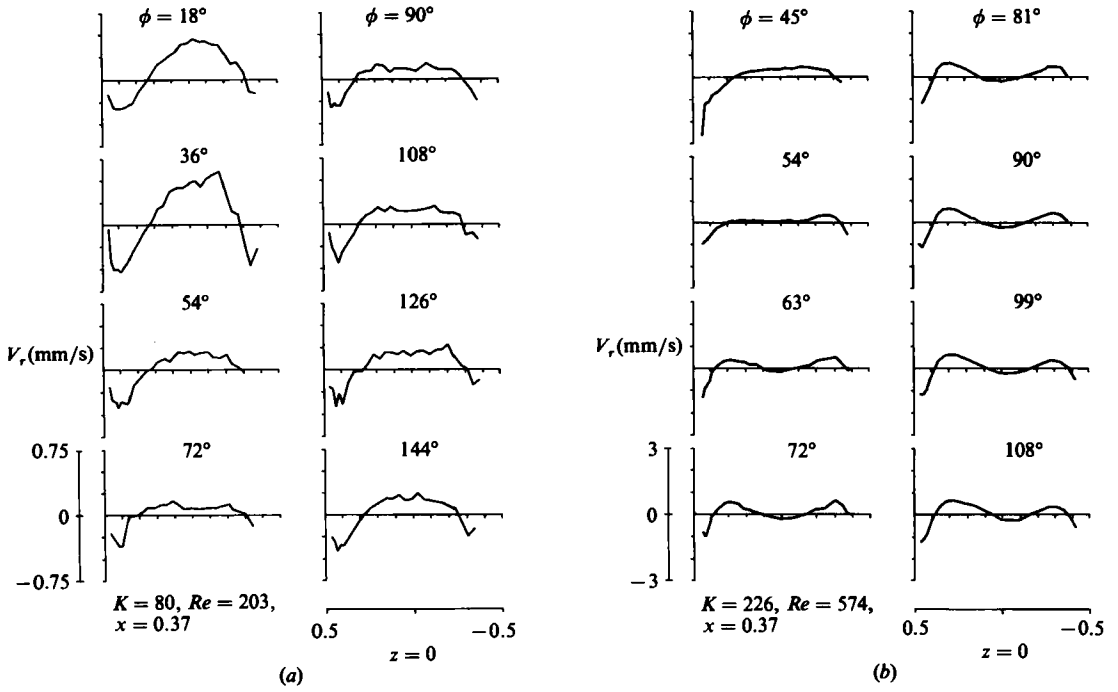 ϕ = 18°
ϕ = 90°
36°
108°
54°
126°
V_r (mm/s)
72°
144°
0.75
0
−0.75
K = 80, Re = 203,
x = 0.37
0.5
−0.5
z = 0
(a)
ϕ = 45°
ϕ = 81°
54°
90°
63°
99°
V_r (mm/s)
72°
108°
3
0
−3
K = 226, Re = 574,
x = 0.37
0.5
−0.5
z = 0
(b)